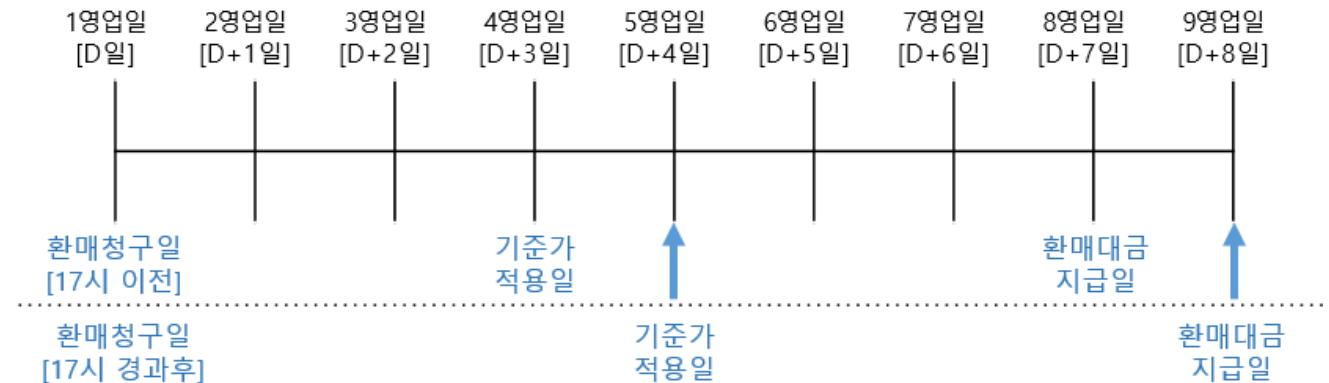 1영업일 2영업일 3영업일 4영업일 5영업일 6영업일 7영업일 8영업일 9영업일
[D일] [D+1일] [D+2일] [D+3일] [D+4일] [D+5일] [D+6일] [D+7일] [D+8일]
환매청구일 기준가 환매대금
[17시 이전] 적용일 지급일
환매청구일 기준가 환매대금
[17시 경과후] 적용일 지급일